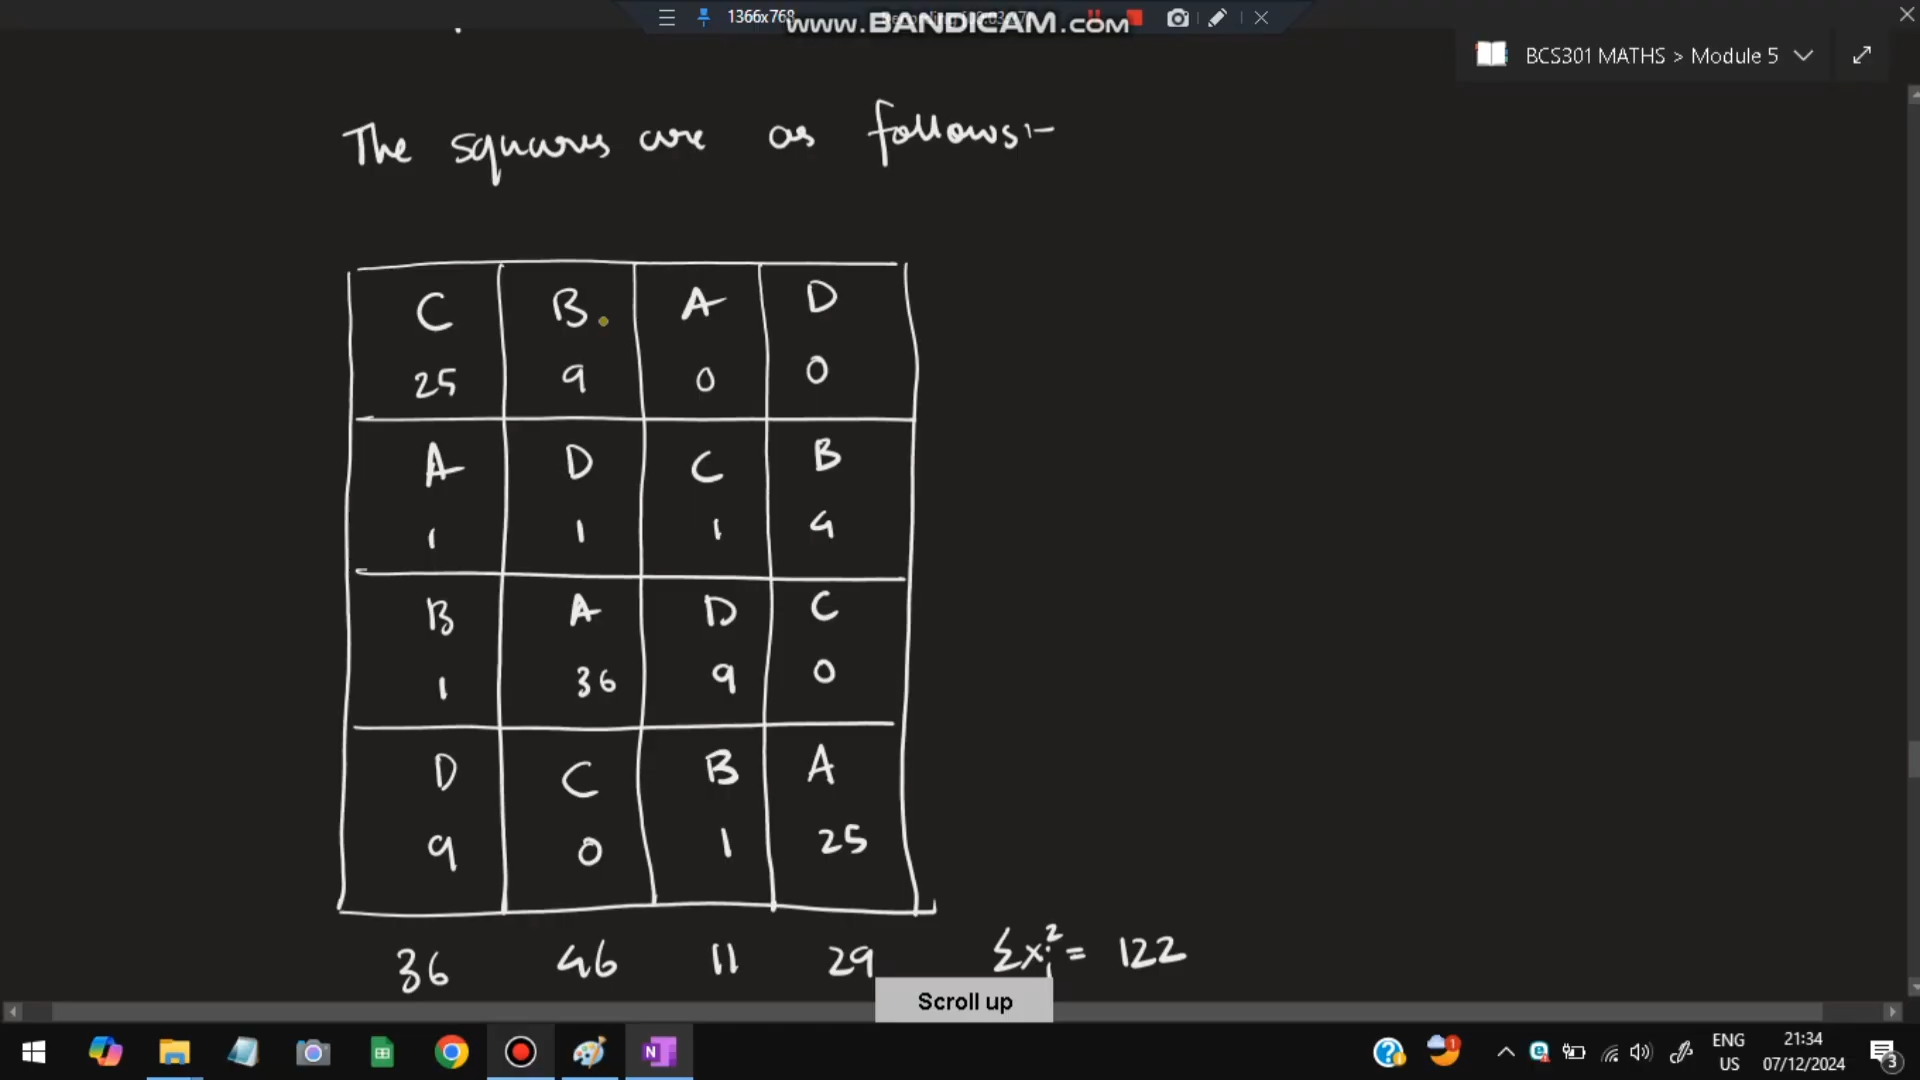 1366x768
www.BANDICAM.com
BCS301 MATHS > Module 5
The squares are as follows:-
C B A D
25 9 0 0
A D C B
1 1 1 4
B A D C
1 36 9 0
D C B A
9 0 1 25
36 46 11 29 Σxi² = 122
Scroll up
ENG
US
21:34
07/12/2024
3